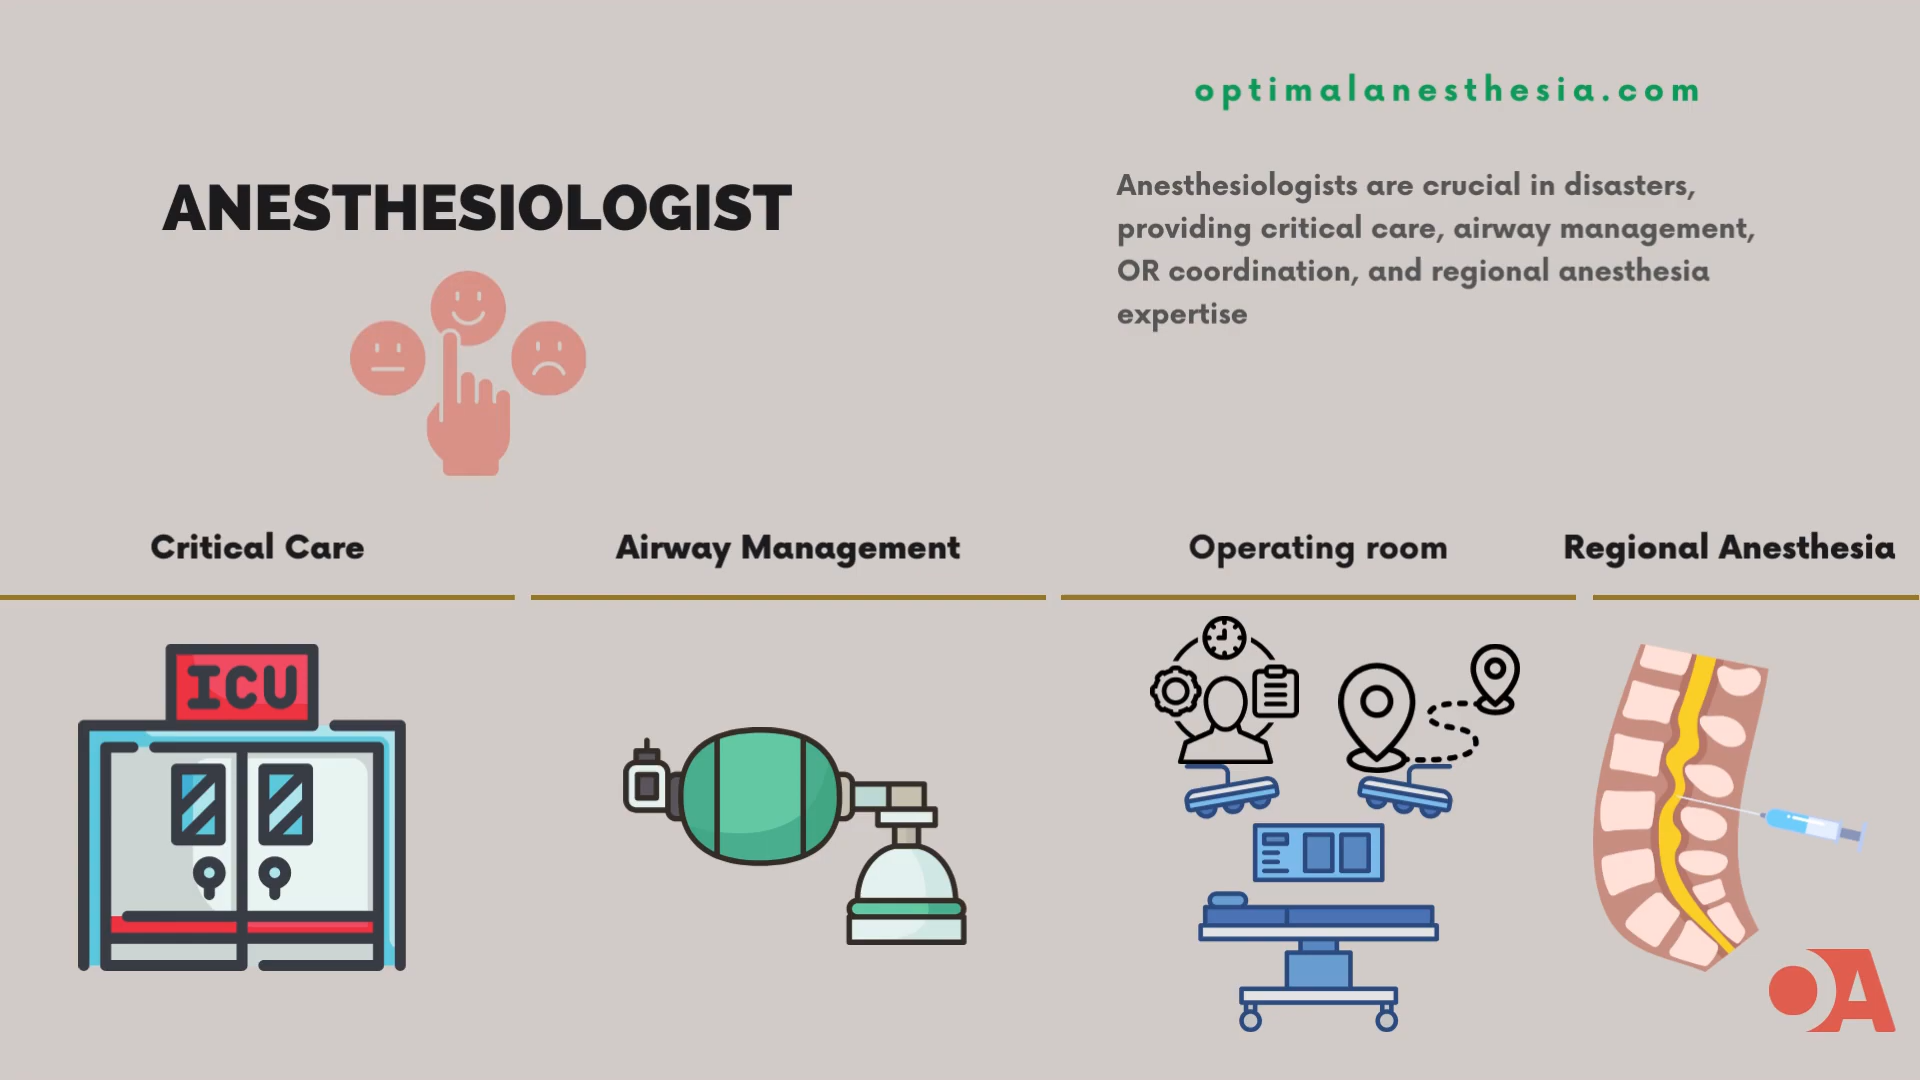 optimalanesthesia.com
ANESTHESIOLOGIST
Anesthesiologists are crucial in disasters,
providing critical care, airway management,
OR coordination, and regional anesthesia
expertise
Critical Care
Airway Management
Operating room
Regional Anesthesia
ICU
OA